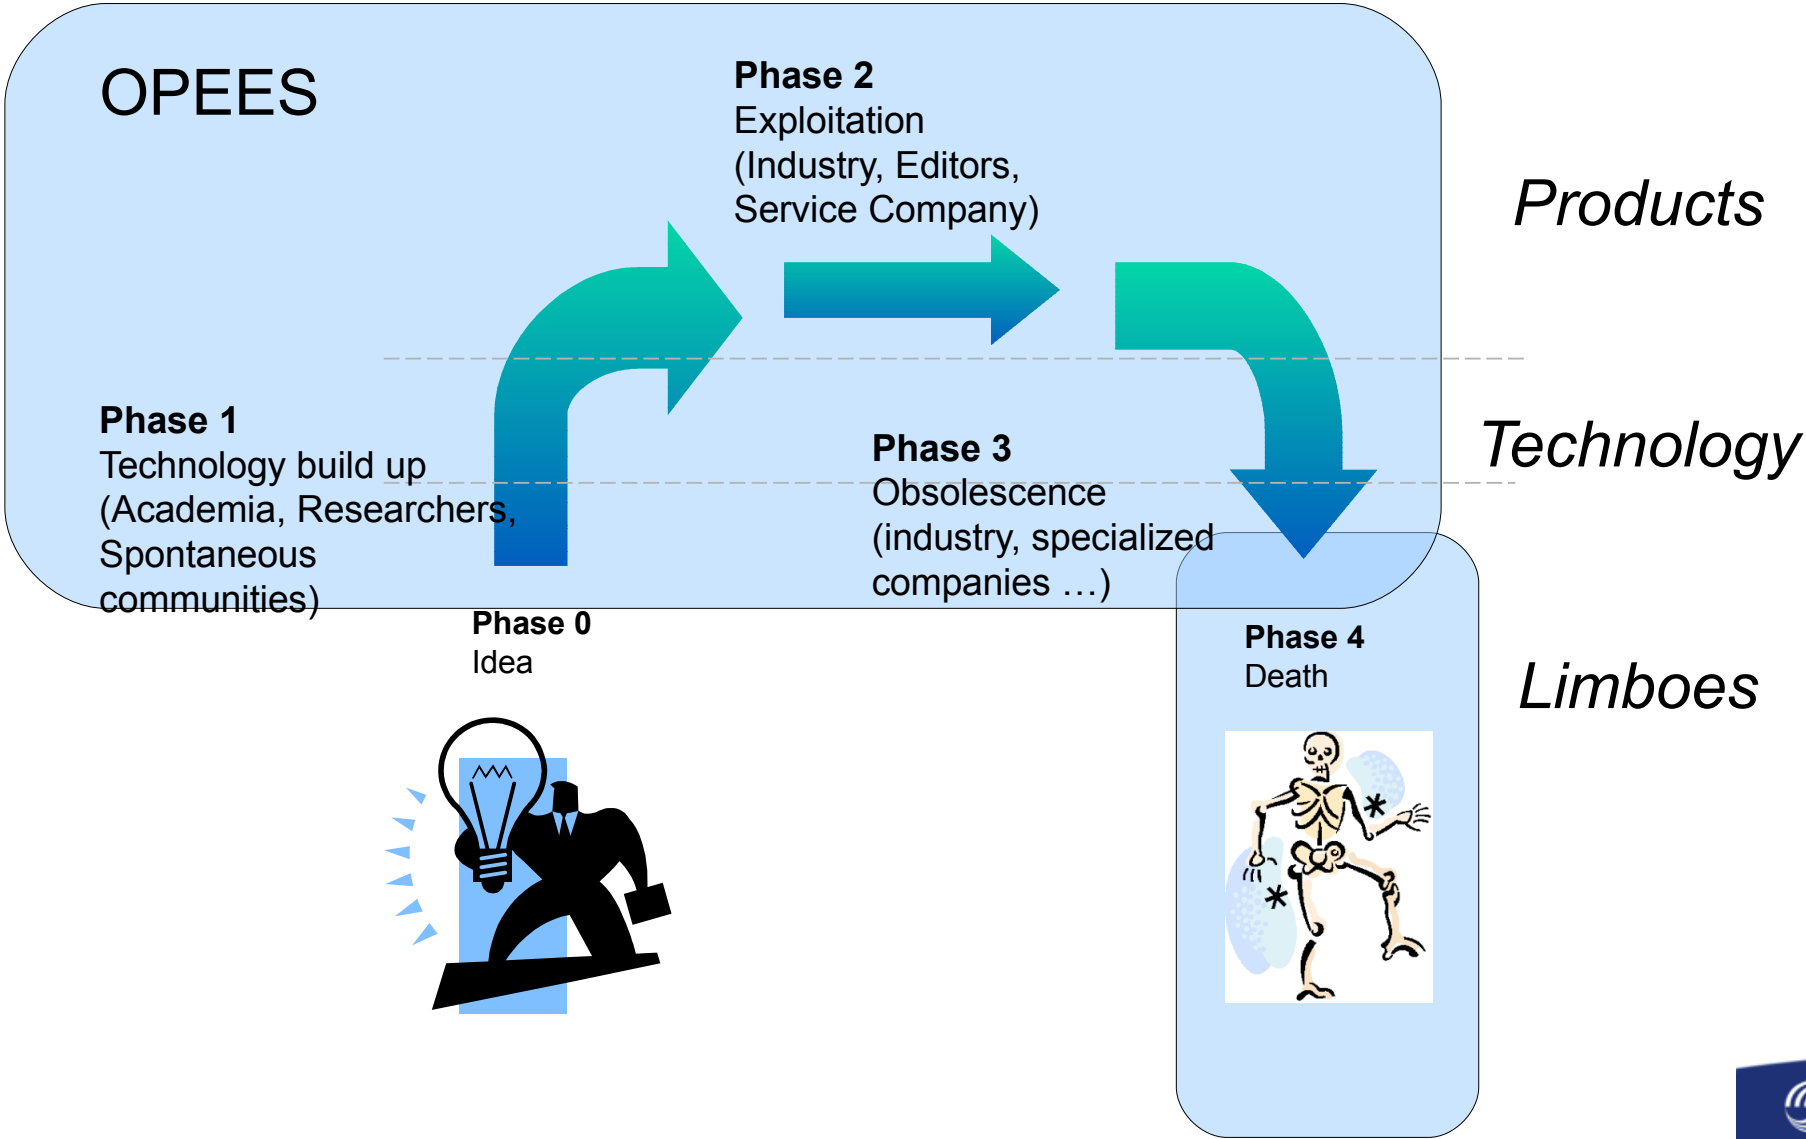 OPEES
Phase 2
Exploitation
(Industry, Editors,
Service Company)
Products
Phase 1
Technology build up
(Academia, Researchers,
Spontaneous
communities)
Phase 3
Obsolescence
(industry, specialized
companies …)
Technology
Phase 0
Idea
Phase 4
Death
Limboes